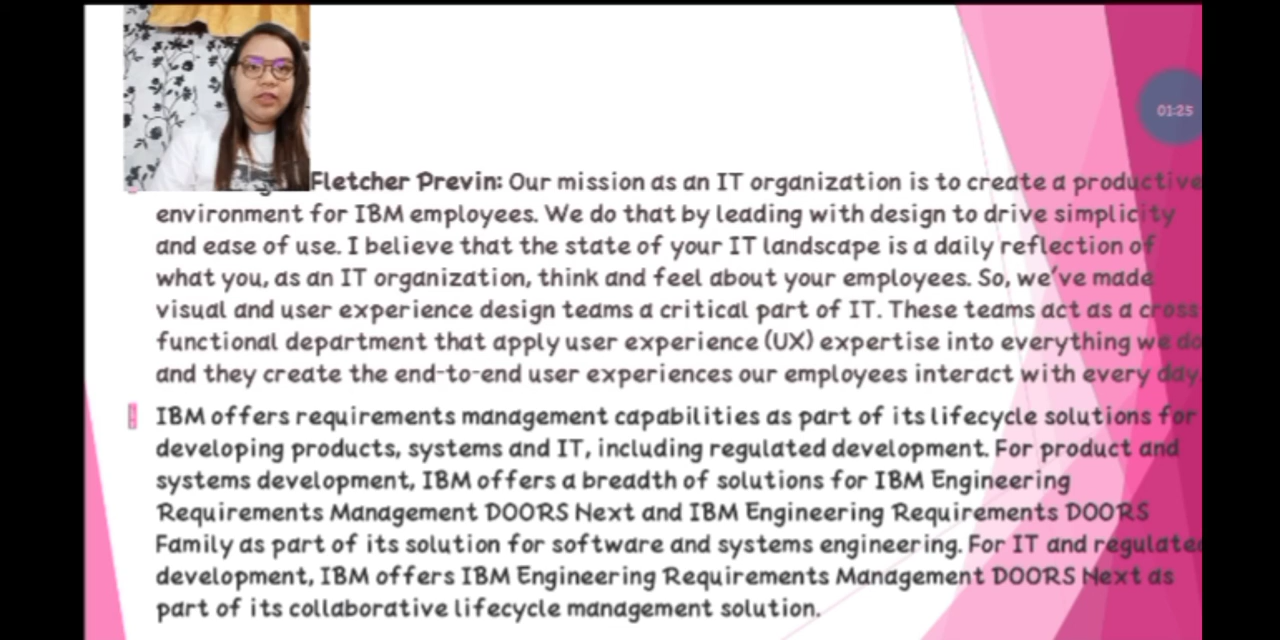 Fletcher Previn: Our mission as an IT organization is to create a productive
environment for IBM employees. We do that by leading with design to drive simplicity
and ease of use. I believe that the state of your IT landscape is a daily reflection of
what you, as an IT organization, think and feel about your employees. So, we've made
visual and user experience design teams a critical part of IT. These teams act as a cross
functional department that apply user experience (UX) expertise into everything we do
and they create the end-to-end user experiences our employees interact with every day
IBM offers requirements management capabilities as part of its lifecycle solutions for
developing products, systems and IT, including regulated development. For product and
systems development, IBM offers a breadth of solutions for IBM Engineering
Requirements Management DOORS Next and IBM Engineering Requirements DOORS
Family as part of its solution for software and systems engineering. For IT and regulated
development, IBM offers IBM Engineering Requirements Management DOORS Next as
part of its collaborative lifecycle management solution.
01:25